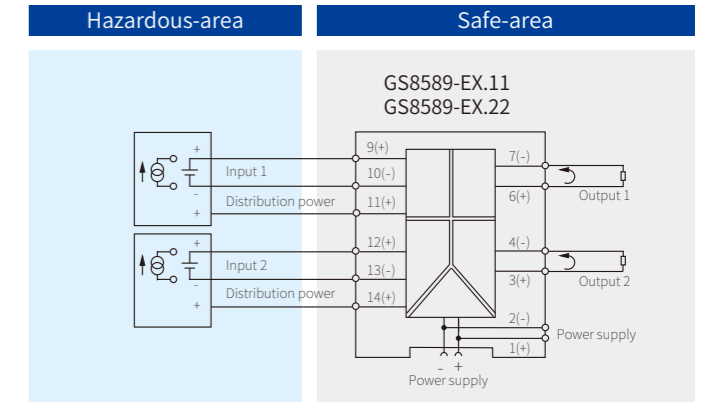 Hazardous-area
Safe-area
GS8589-EX.11
GS8589-EX.22
+
9(+)
7(-)
Input 1
10(-)
-
Distribution power
11(+)
6(+)
Output 1
+
+
12(+)
4(-)
Input 2
13(-)
-
Distribution power
14(+)
3(+)
Output 2
+
2(-)
Power supply
1(+)
- +
Power supply